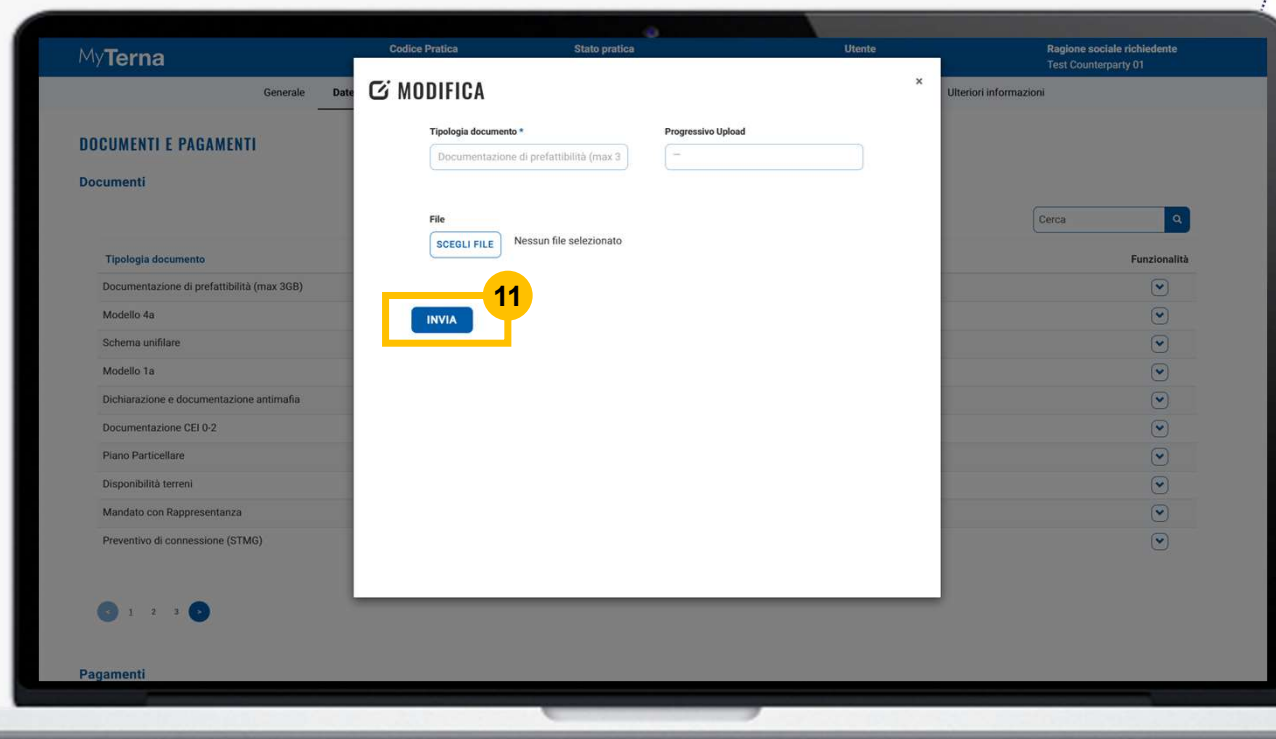 MyTerna
Codice Pratica
Stato pratica
Utente
Ragione sociale richiedente
Test Counterparty 01
Generale
Date
Ulteriori informazioni
MODIFICA
×
Tipologia documento *
Progressivo Upload
Documentazione di prefattibilità (max 3
—
File
SCEGLI FILE
Nessun file selezionato
11
INVIA
DOCUMENTI E PAGAMENTI
Documenti
Cerca
Tipologia documento
Funzionalità
Documentazione di prefattibilità (max 3GB)
Modello 4a
Schema unifilare
Modello 1a
Dichiarazione e documentazione antimafia
Documentazione CEI 0-2
Piano Particellare
Disponibilità terreni
Mandato con Rappresentanza
Preventivo di connessione (STMG)
< 1 2 3 >
Pagamenti